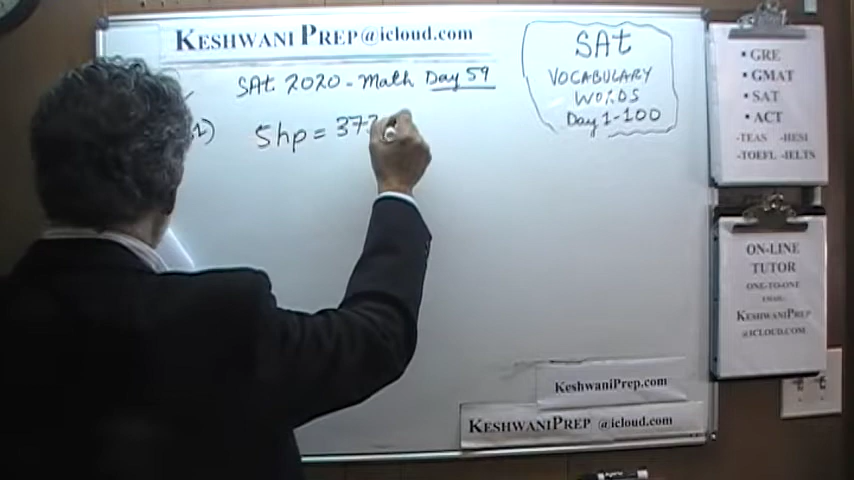 KESHWANI PREP@icloud.com
SAt 2020 - Math Day 59
5hp = 373
SAt
VOCABULARY
WORDS
Day 1-100
• GRE
• GMAT
• SAT
• ACT
-TEAS -HESI
-TOEFL -IELTS
ON-LINE
TUTOR
ONE-TO-ONE
EMAIL:
KESHWANIPREP
@ICLOUD.COM
KeshwaniPrep.com
KESHWANIPREP @icloud.com